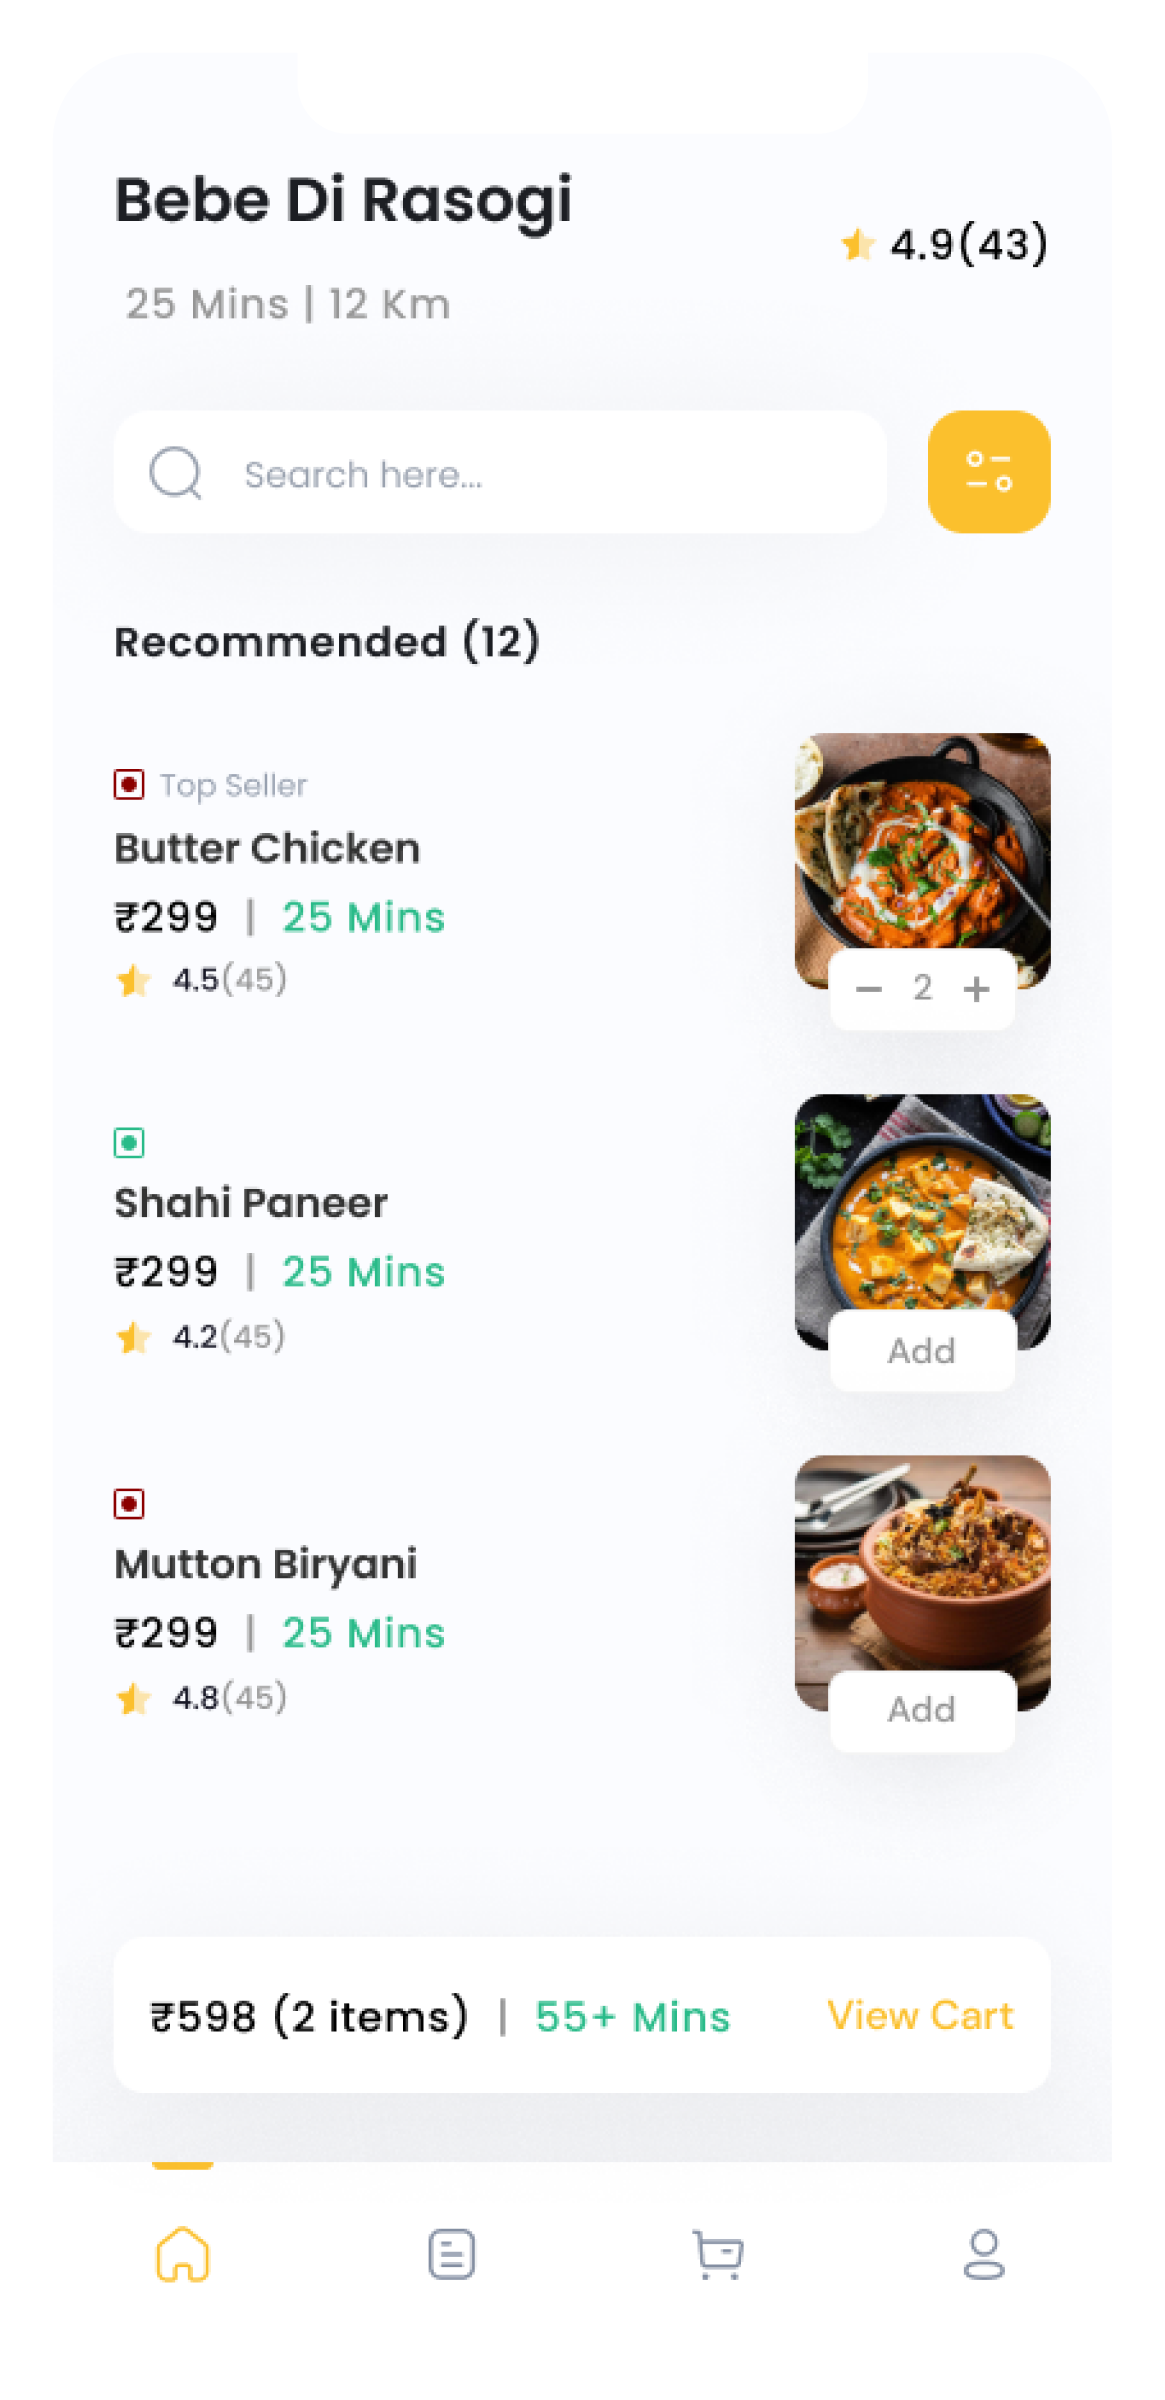 Bebe Di Rasogi
4.9(43)
25 Mins | 12 Km
Search here...
Recommended (12)
Top Seller
Butter Chicken
₹299 | 25 Mins
4.5(45)
2
Shahi Paneer
₹299 | 25 Mins
4.2(45)
Add
Mutton Biryani
₹299 | 25 Mins
4.8(45)
Add
₹598 (2 items) | 55+ Mins View Cart